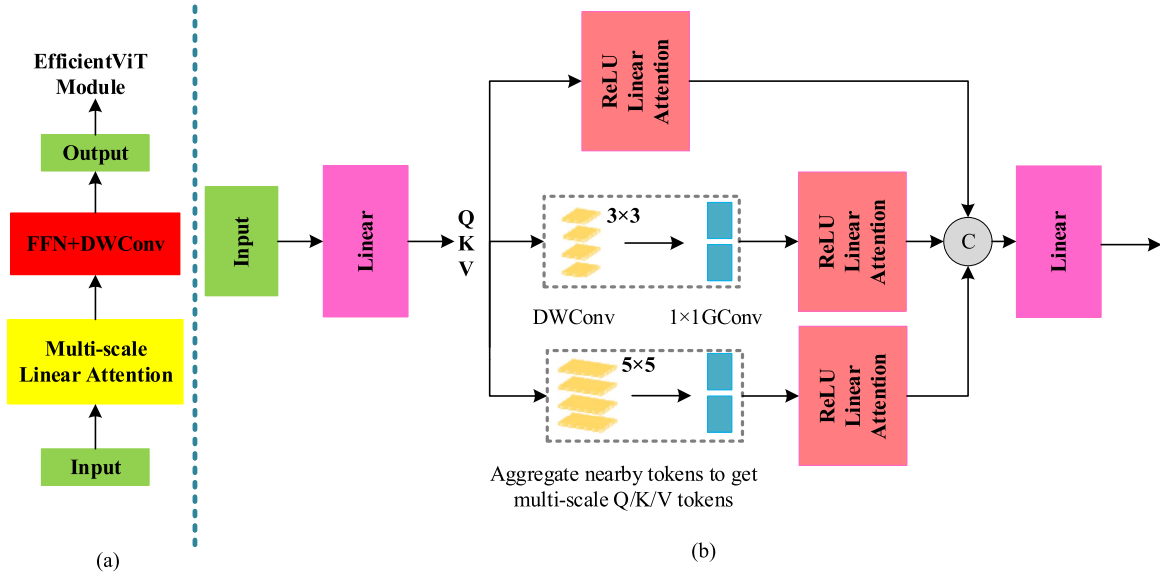 EfficientViT
Module
Output
FFN+DWConv
Multi-scale
Linear Attention
Input
(a)
Input
Linear
Q
K
V
ReLU
Linear
Attention
3×3
DWConv
1×1GConv
ReLU
Linear
Attention
5×5
ReLU
Linear
Attention
Aggregate nearby tokens to get
multi-scale Q/K/V tokens
C
Linear
(b)